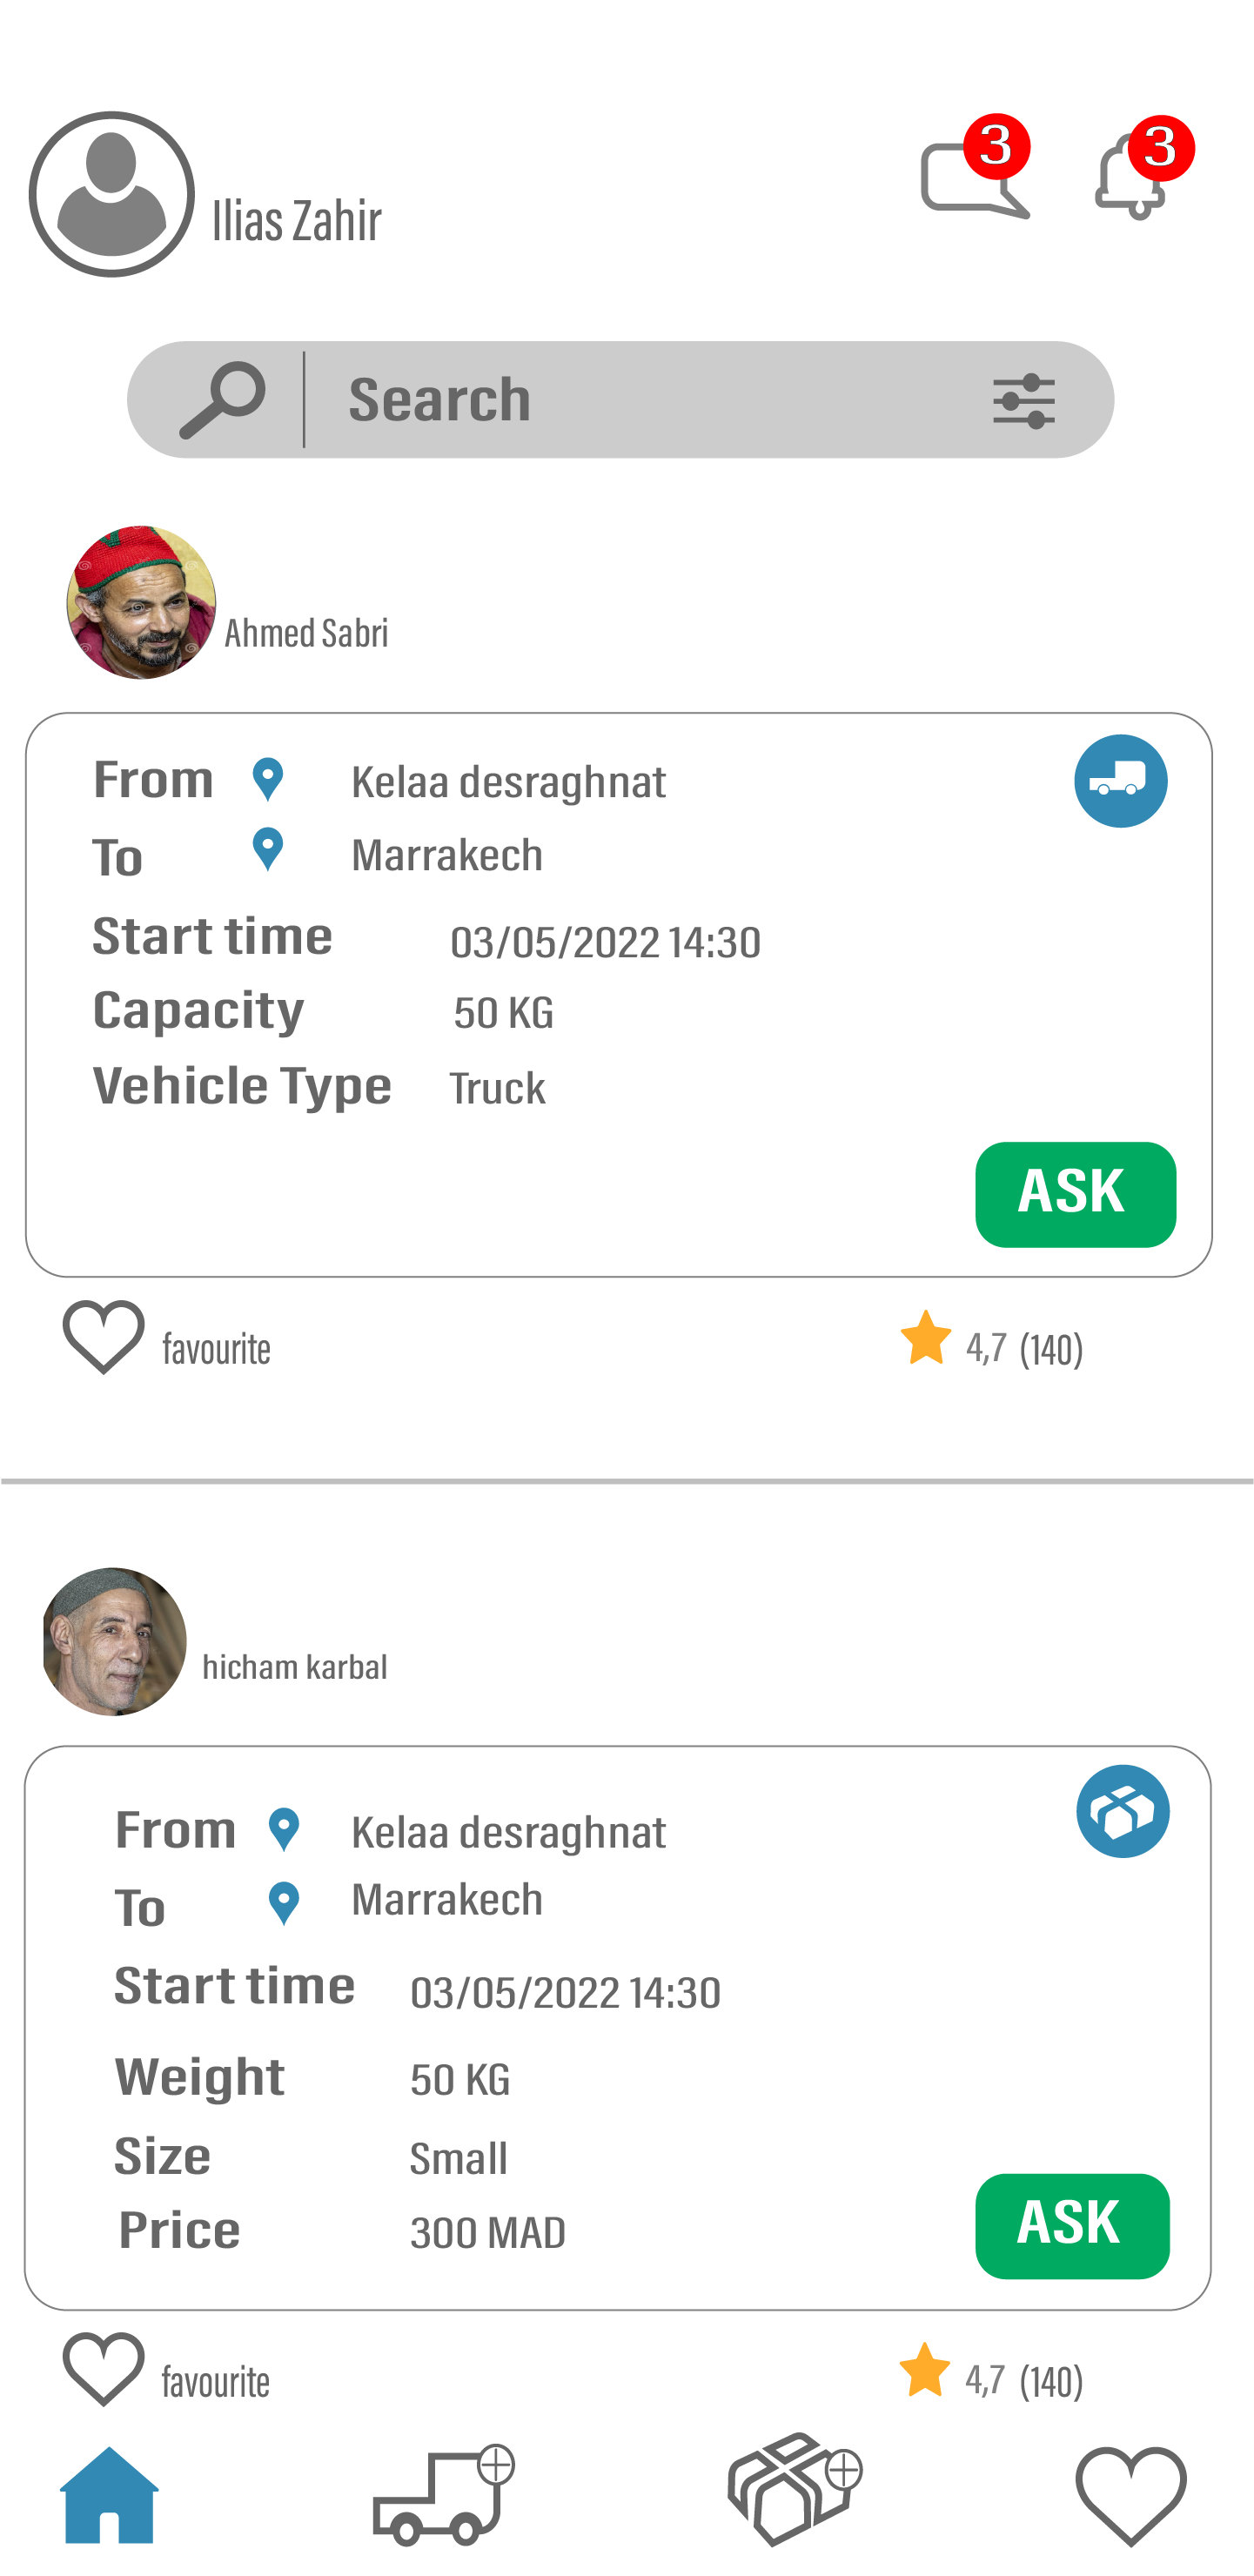 3
3
Ilias Zahir
Search
Ahmed Sabri
From Kelaa desraghnat
To Marrakech
Start time 03/05/2022 14:30
Capacity 50 KG
Vehicle Type Truck
ASK
favourite 4,7 (140)
hicham karbal
From Kelaa desraghnat
To Marrakech
Start time 03/05/2022 14:30
Weight 50 KG
Size Small
Price 300 MAD
ASK
favourite 4,7 (140)